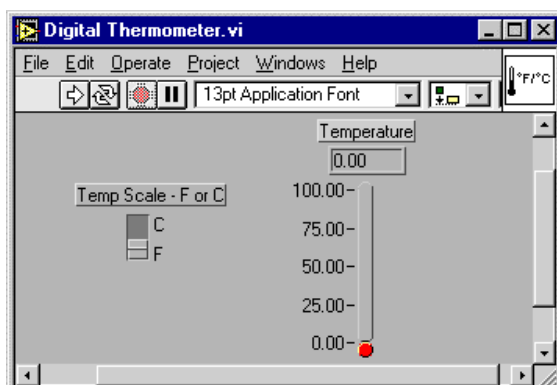 Digital Thermometer.vi
File Edit Operate Project Windows Help
13pt Application Font
°F/°C
Temperature
0.00
Temp Scale - F or C
C
F
100.00
75.00
50.00
25.00
0.00